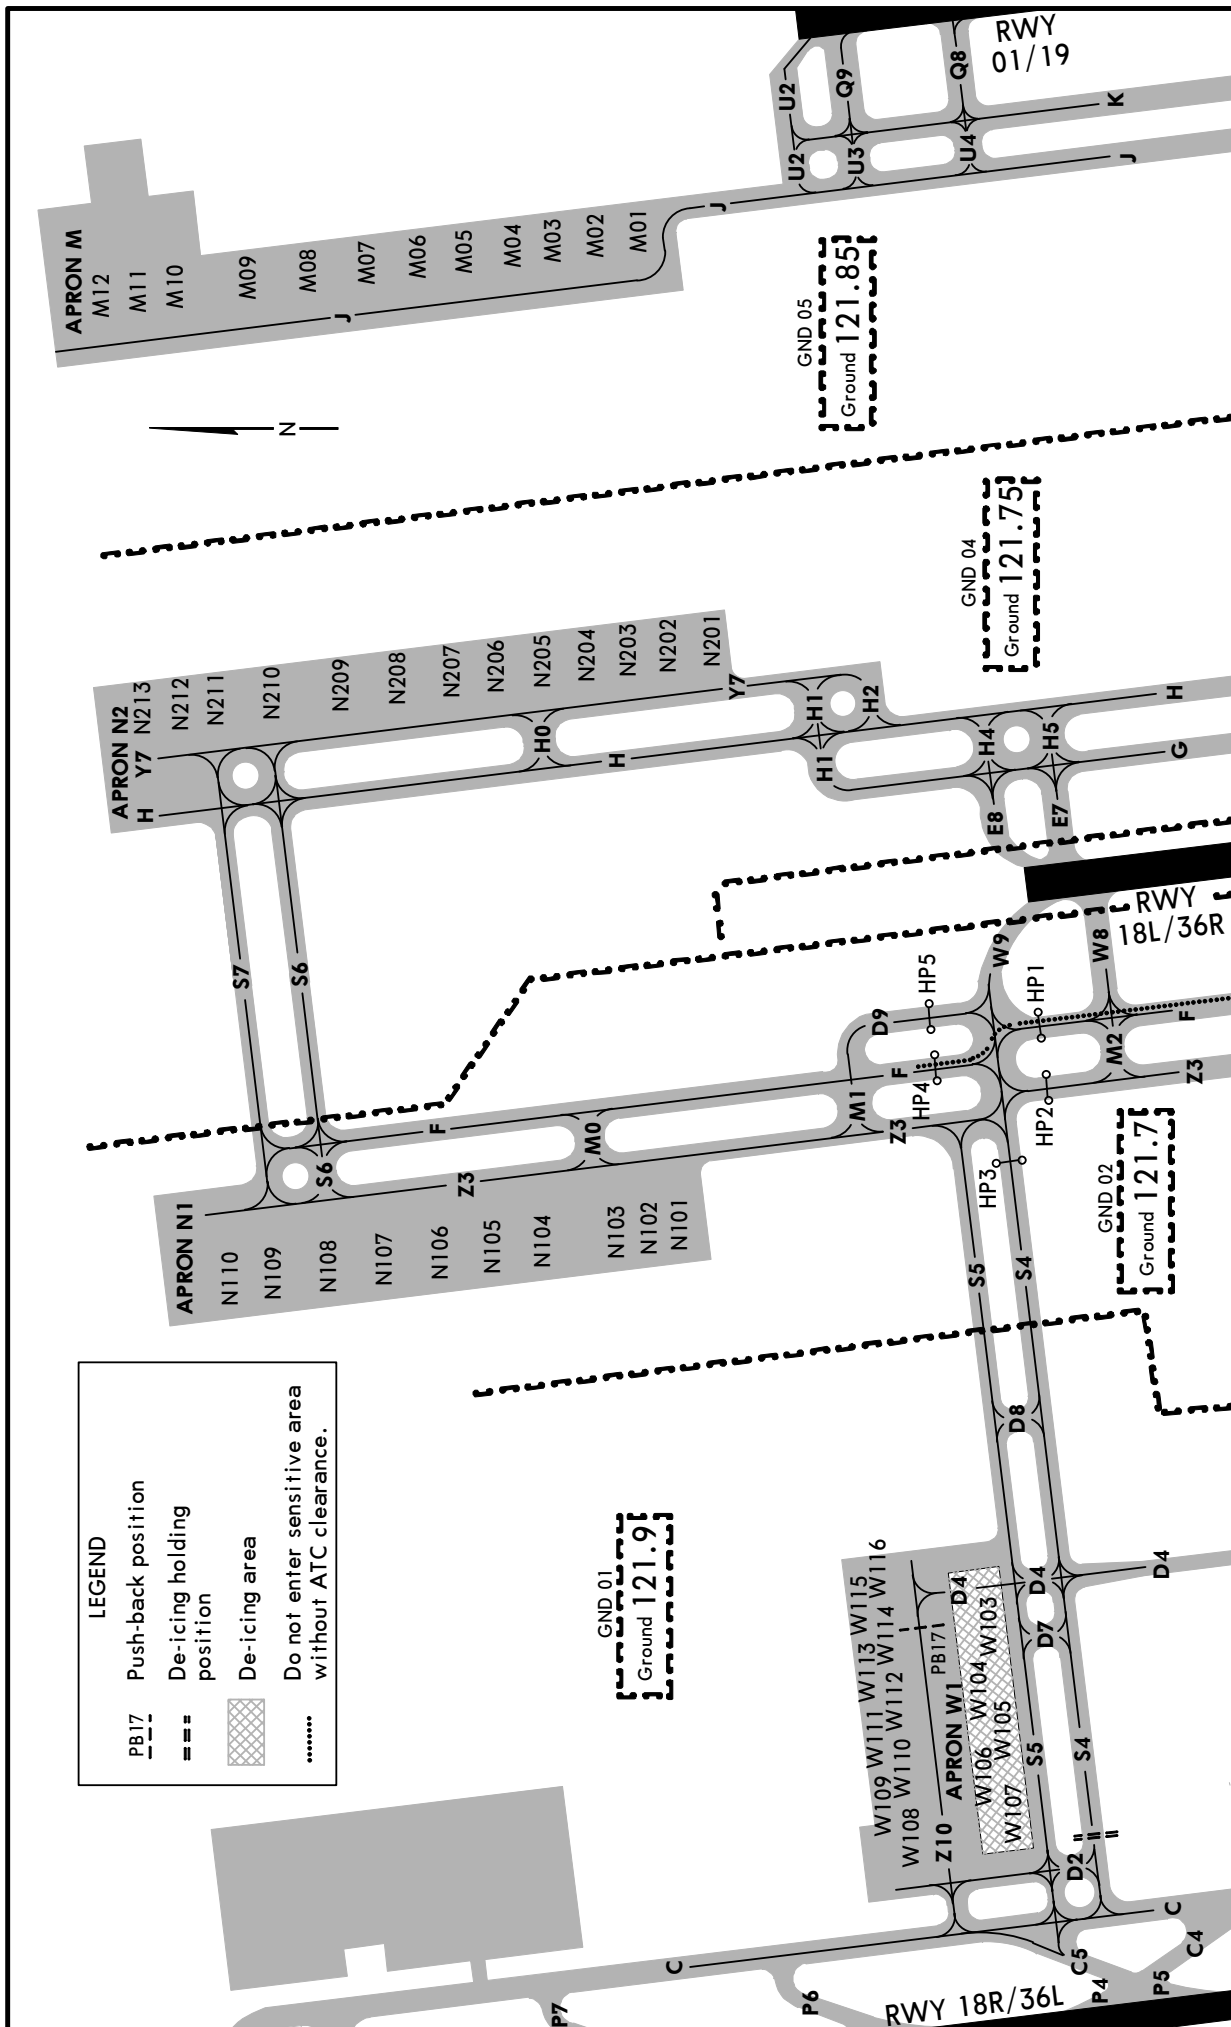 LEGEND
PB17
Push-back position
De-icing holding
position
De-icing area
Do not enter sensitive area
without ATC clearance.
N
APRON M
M12
M11
M10
M09
M08
M07
M06
M05
M04
M03
M02
M01
J
J
J
K
U2
U2
U3
U4
Q9
Q8
RWY
01/19
GND 05
Ground 121.85
GND 04
Ground 121.75
APRON N2
N213
N212
N211
N210
N209
N208
N207
N206
N205
N204
N203
N202
N201
Y7
Y7
H
H
H
H0
H1
H1
H2
H4
H5
G
E8
E7
S7
S6
S6
RWY
18L/36R
W9
W8
HP5
HP1
HP4
HP2
HP3
D9
F
F
F
M0
M1
M2
Z3
Z3
Z3
APRON N1
N110
N109
N108
N107
N106
N105
N104
N103
N102
N101
GND 02
Ground 121.7
S5
S4
D8
GND 01
Ground 121.9
W109 W111 W113 W115
W108 W110 W112 W114 W116
PB17
Z10
APRON W1
W106 W104
W107 W105 W103
D4
D4
D4
D7
S5
S4
D2
C
C
C5
C4
P4
P5
P6
P7
RWY 18R/36L